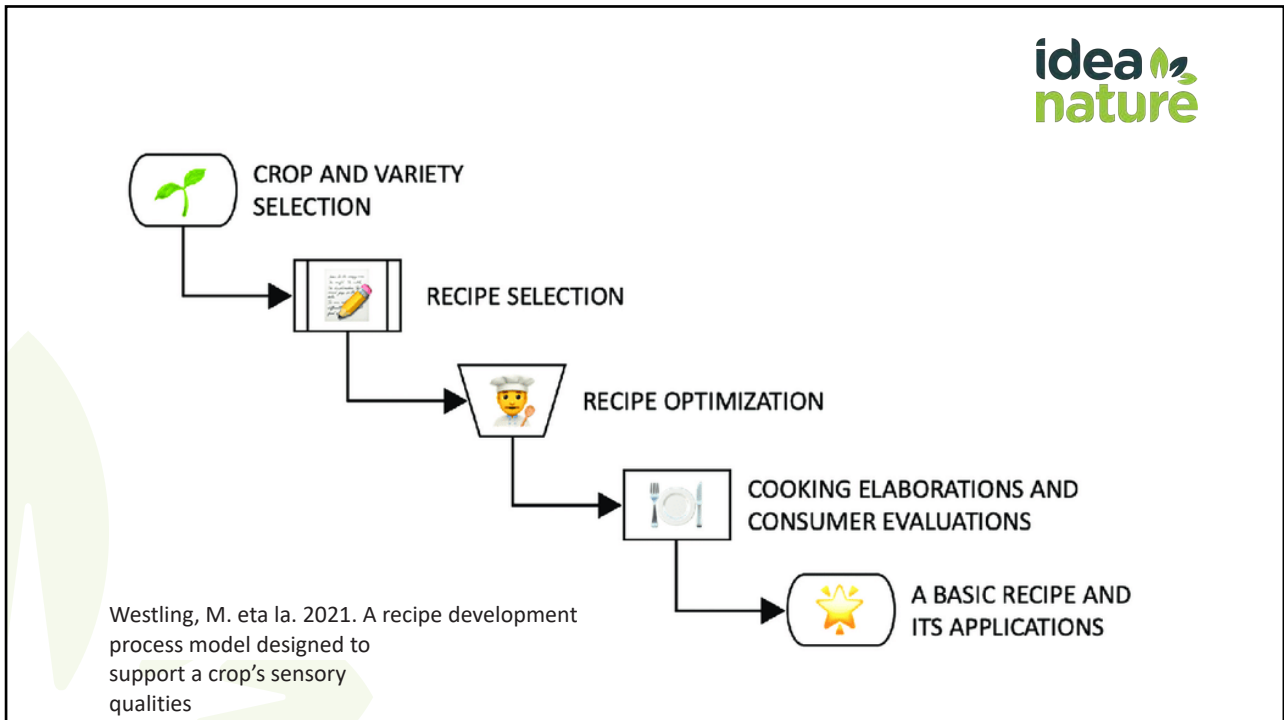 idea
nature
CROP AND VARIETY
SELECTION
RECIPE SELECTION
RECIPE OPTIMIZATION
COOKING ELABORATIONS AND
CONSUMER EVALUATIONS
A BASIC RECIPE AND
ITS APPLICATIONS
Westling, M. eta la. 2021. A recipe development
process model designed to
support a crop’s sensory
qualities